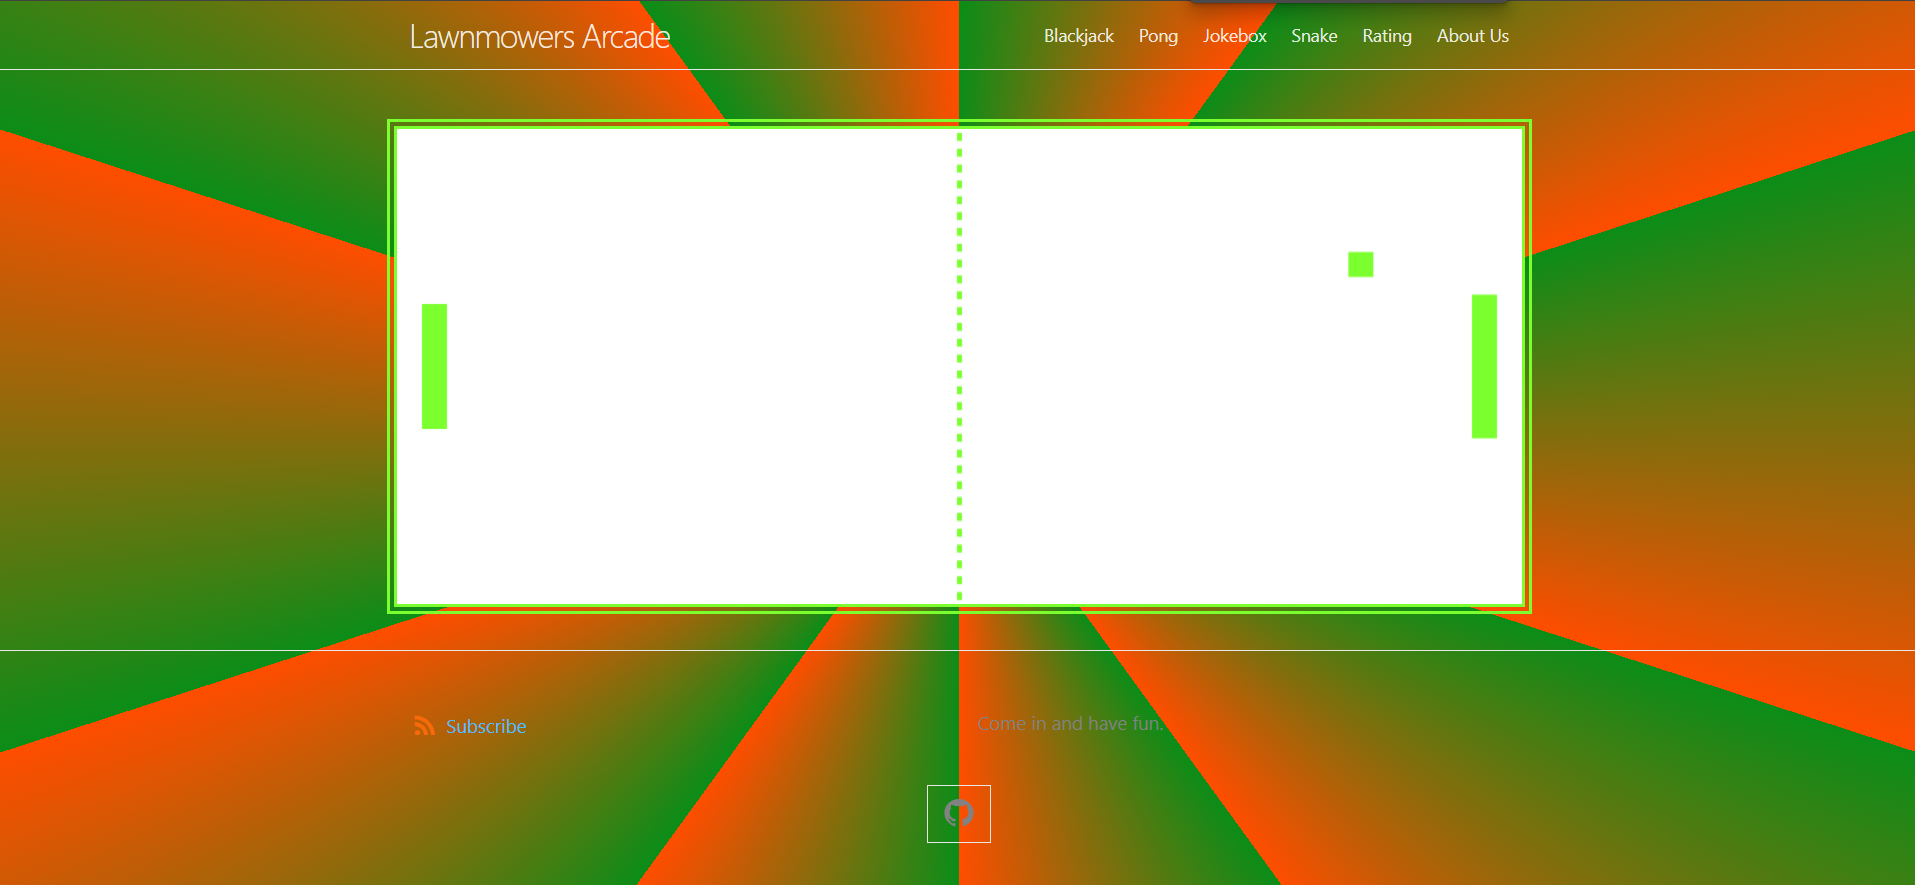 Lawnmowers Arcade
Blackjack Pong Jokebox Snake Rating About Us
Subscribe
Come in and have fun.